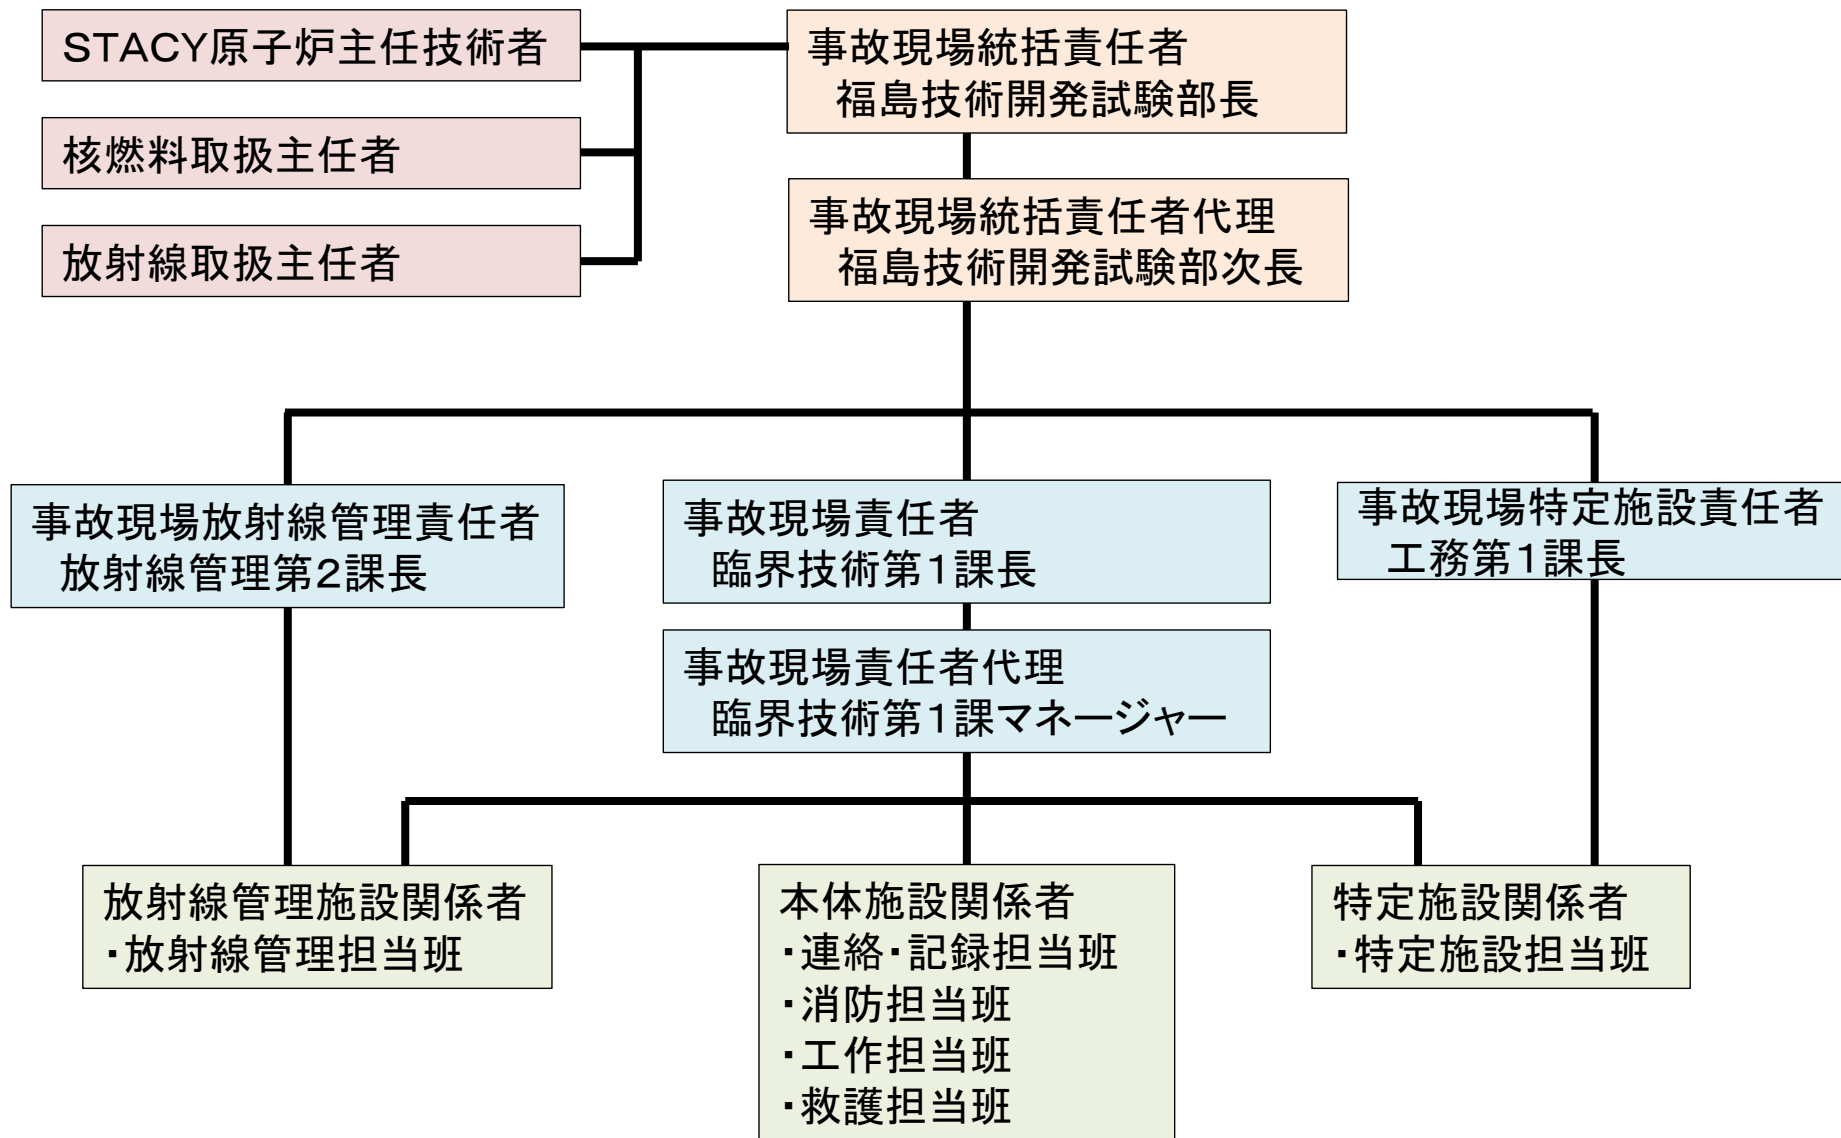 STACY原子炉主任技術者
核燃料取扱主任者
放射線取扱主任者
事故現場統括責任者
福島技術開発試験部長
事故現場統括責任者代理
福島技術開発試験部次長
事故現場放射線管理責任者
放射線管理第2課長
事故現場責任者
臨界技術第1課長
事故現場責任者代理
臨界技術第1課マネージャー
事故現場特定施設責任者
工務第1課長
放射線管理施設関係者
・放射線管理担当班
本体施設関係者
・連絡・記録担当班
・消防担当班
・工作担当班
・救護担当班
特定施設関係者
・特定施設担当班